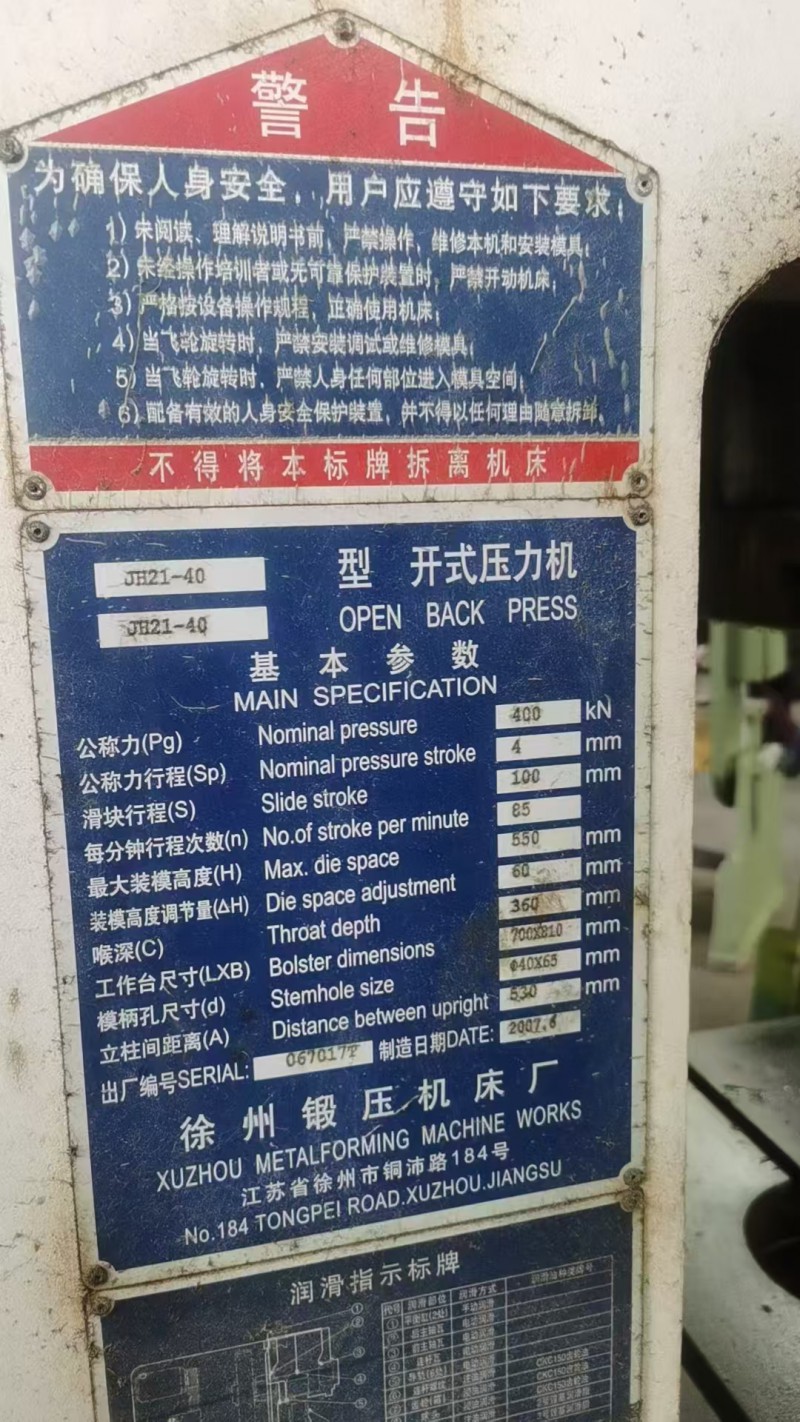 警 告
为确保人身安全，用户应遵守如下要求：
1）未阅读、理解说明书前，严禁操作，维修本机和安装模具；
2）未经操作培训者或无可靠保护装置时，严禁开动机床；
3）严格按设备操作规程，正确使用机床；
4）当飞轮旋转时，严禁安装调试或维修模具；
5）当飞轮旋转时，严禁人身任何部位进入模具空间；
6）配备有效的人身安全保护装置，并不得以任何理由随意拆卸。
不得将本标牌拆离机床
JH21-40 型 开式压力机
JH21-40 OPEN BACK PRESS
基本参数
MAIN SPECIFICATION
公称力(Pg) Nominal pressure 400 kN
公称力行程(Sp) Nominal pressure stroke 4 mm
滑块行程(S) Slide stroke 100 mm
每分钟行程次数(n) No.of stroke per minute 85
最大装模高度(H) Max. die space 550 mm
装模高度调节量(ΔH) Die space adjustment 60 mm
喉深(C) Throat depth 360 mm
工作台尺寸(LXB) Bolster dimensions 700X810 mm
模柄孔尺寸(d) Stemhole size φ40X65 mm
立柱间距离(A) Distance between upright 530 mm
出厂编号SERIAL: 067017P 制造日期DATE: 2007.6
徐州锻压机床厂
XUZHOU METALFORMING MACHINE WORKS
江苏省徐州市铜沛路184号
No.184 TONGPEI ROAD.XUZHOU.JIANGSU
润滑指示标牌
代号 润滑部位 润滑方式